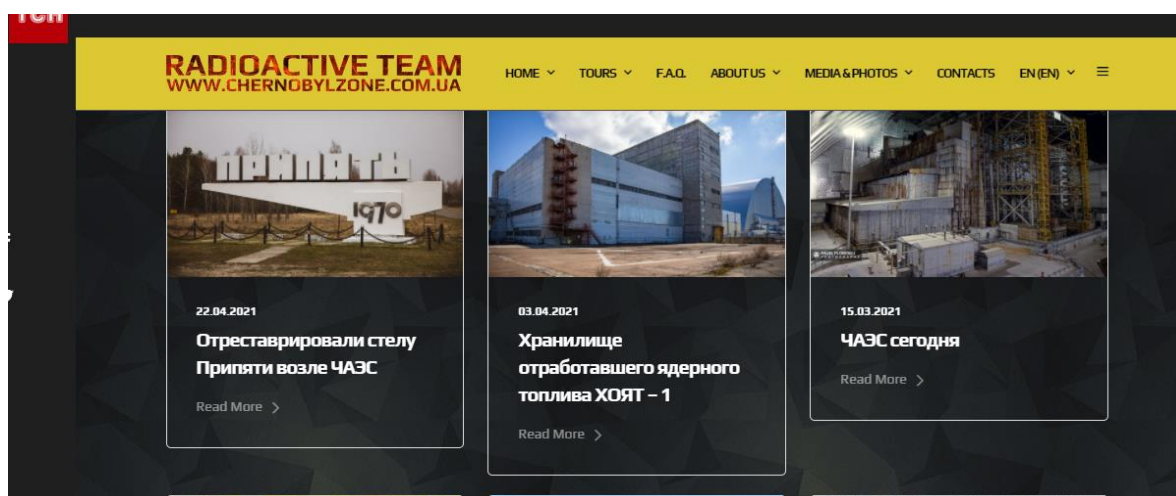 ТСН
RADIOACTIVE TEAM
WWW.CHERNOBYLZONE.COM.UA
HOME TOURS F.A.Q. ABOUT US MEDIA & PHOTOS CONTACTS EN (EN)
ПРИПЯТЬ
1970
22.04.2021
Отреставрировали стелу
Припяти возле ЧАЭС
Read More
03.04.2021
Хранилище
отработавшего ядерного
топлива ХОЯТ – 1
Read More
15.03.2021
ЧАЭС сегодня
Read More